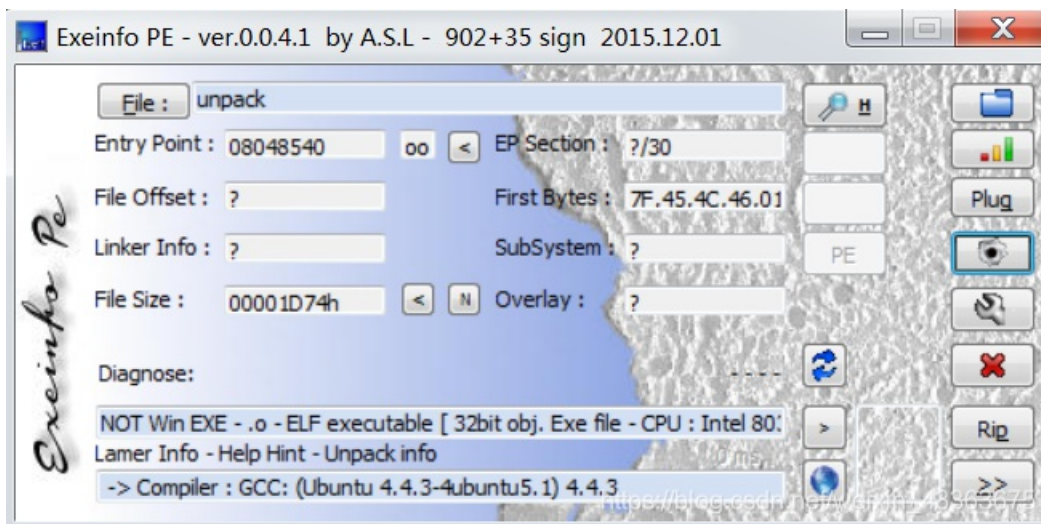 Exeinfo PE - ver.0.0.4.1 by A.S.L - 902+35 sign 2015.12.01
File : unpack H
Entry Point : 08048540 oo < EP Section : ?/30
File Offset : ? First Bytes : 7F.45.4C.46.01 Plug
Linker Info : ? SubSystem : ? PE
File Size : 00001D74h < N Overlay : ?
Exeinfo Pe
Diagnose: ----
NOT Win EXE - .o - ELF executable [ 32bit obj. Exe file - CPU : Intel 80 > Rip
Lamer Info - Help Hint - Unpack info 0 ms.
-> Compiler : GCC: (Ubuntu 4.4.3-4ubuntu5.1) 4.4.3 >>